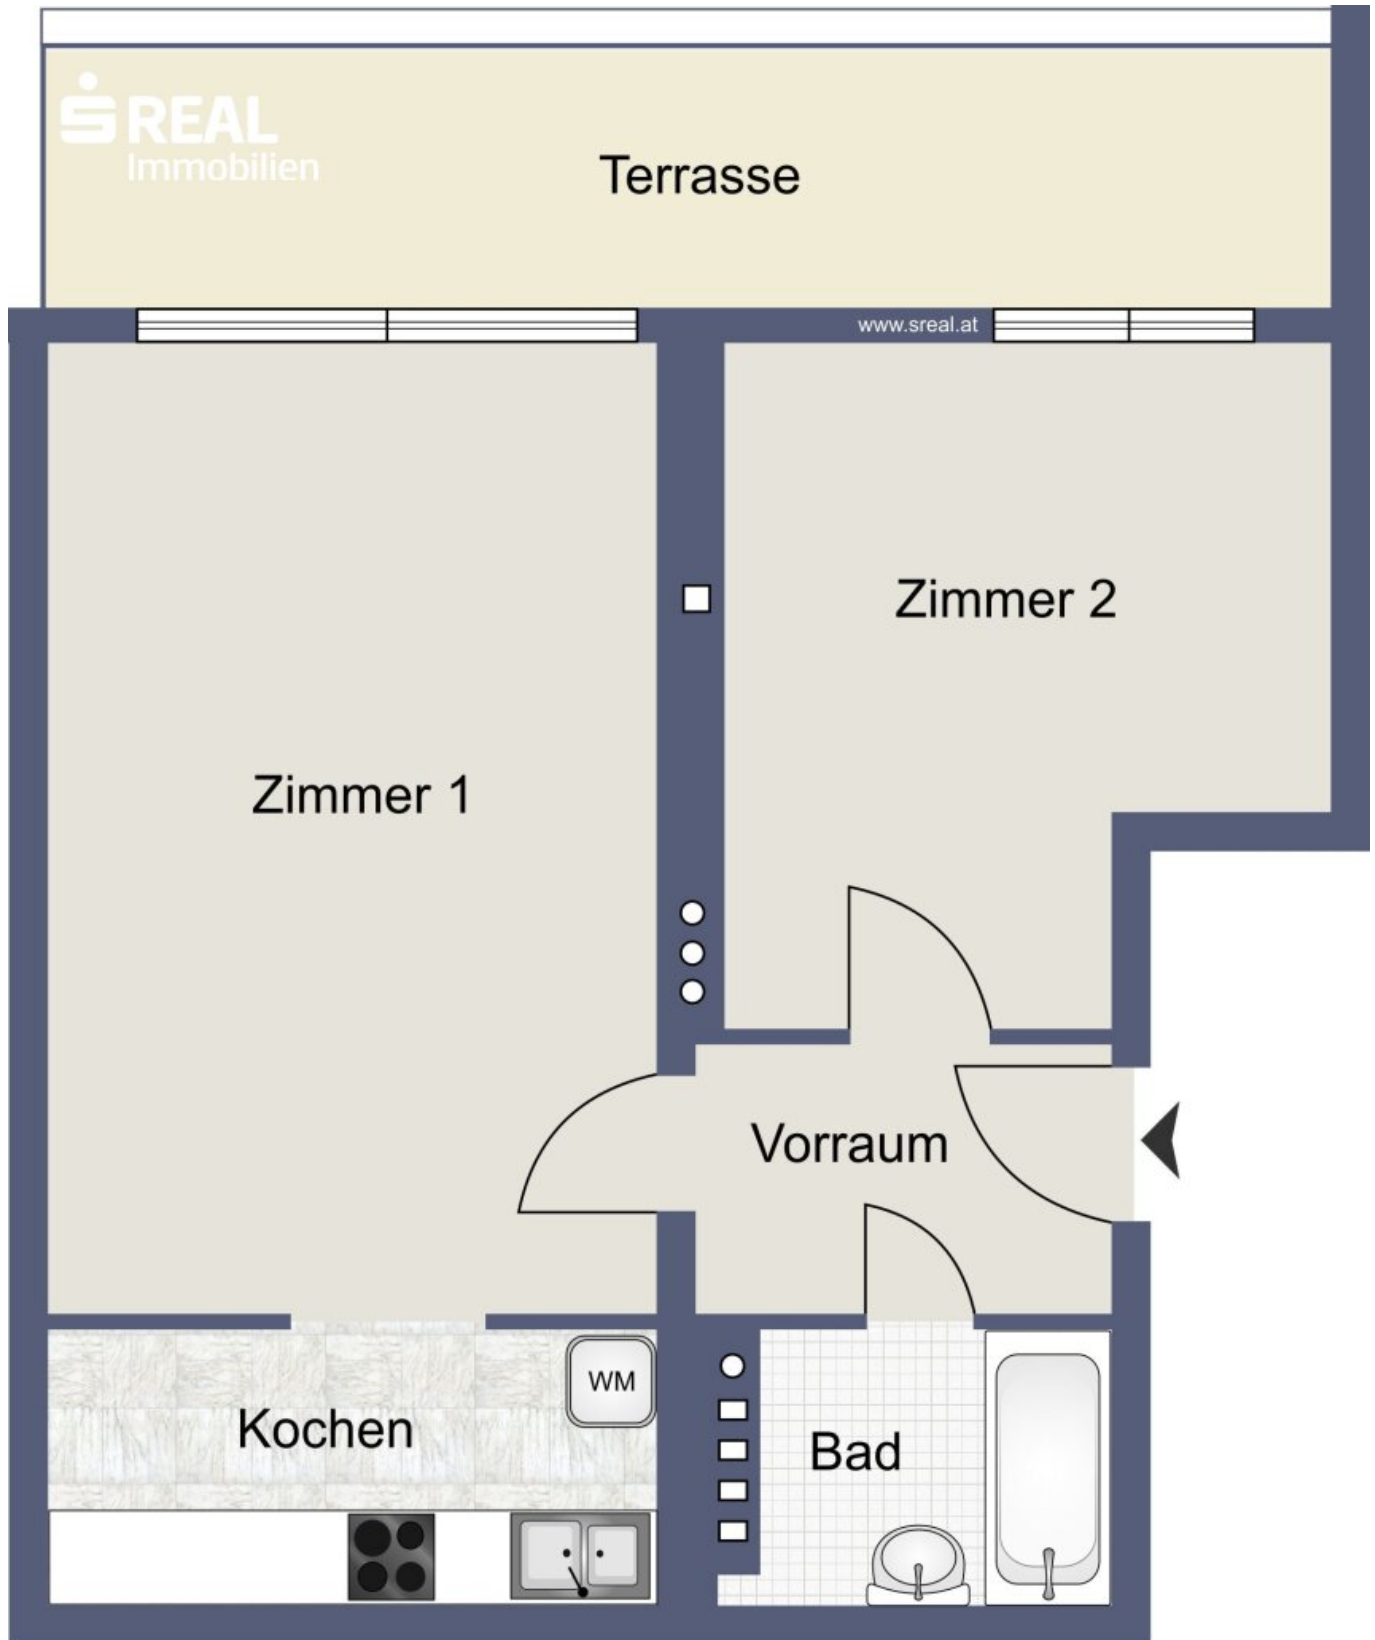 S REAL
Immobilien
Terrasse
www.sreal.at
Zimmer 2
Zimmer 1
Vorraum
WM
Kochen
Bad